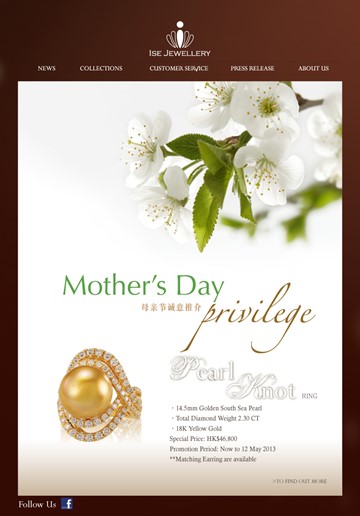 ISE JEWELLERY
NEWS COLLECTIONS CUSTOMER SERVICE PRESS RELEASE ABOUT US
Mother's Day
母亲节诚意推介
privilege
Pearl
Knot RING
· 14.5mm Golden South Sea Pearl
· Total Diamond Weight 2.30 CT
· 18K Yellow Gold
Special Price: HK$46,800
Promotion Period: Now to 12 May 2013
**Matching Earring are available
>TO FIND OUT MORE
Follow Us f